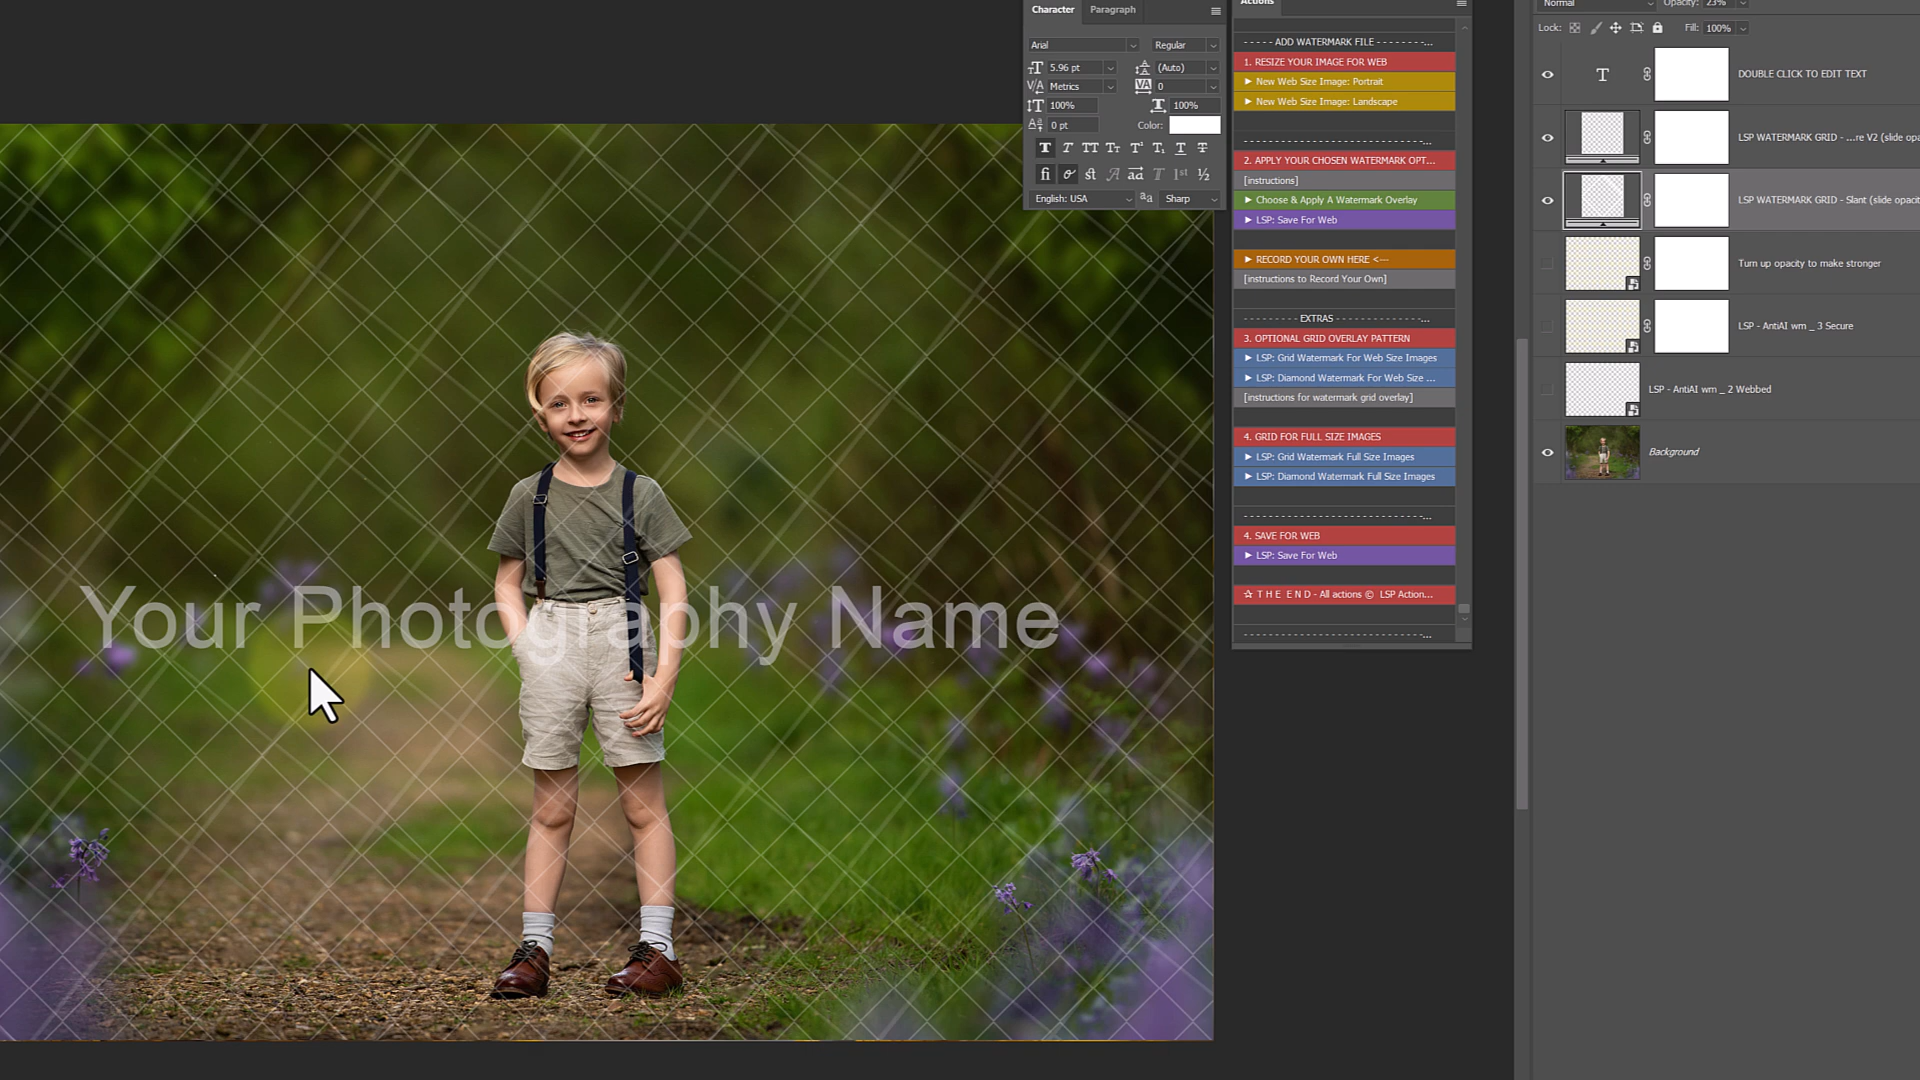 Character
Paragraph
Arial
Regular
5.96 pt
(Auto)
Metrics
0
100%
100%
0 pt
Color:
English: USA
Sharp
Actions
- - - - - ADD WATERMARK FILE - - - - - - - -...
1. RESIZE YOUR IMAGE FOR WEB
New Web Size Image: Portrait
New Web Size Image: Landscape
2. APPLY YOUR CHOSEN WATERMARK OPT...
[instructions]
Choose & Apply A Watermark Overlay
LSP: Save For Web
RECORD YOUR OWN HERE <---
[instructions to Record Your Own]
- - - - - - - - - EXTRAS - - - - - - - - - - - - -...
3. OPTIONAL GRID OVERLAY PATTERN
LSP: Grid Watermark For Web Size Images
LSP: Diamond Watermark For Web Size ...
[instructions for watermark grid overlay]
4. GRID FOR FULL SIZE IMAGES
LSP: Grid Watermark Full Size Images
LSP: Diamond Watermark Full Size Images
4. SAVE FOR WEB
LSP: Save For Web
☆ T H E E N D - All actions © LSP Action...
Normal
Opacity: 23%
Lock:
Fill: 100%
DOUBLE CLICK TO EDIT TEXT
LSP WATERMARK GRID - ...re V2 (slide opa
LSP WATERMARK GRID - Slant (slide opacit
Turn up opacity to make stronger
LSP - AntiAI wm _ 3 Secure
LSP - AntiAI wm _ 2 Webbed
Background
Your Photography Name